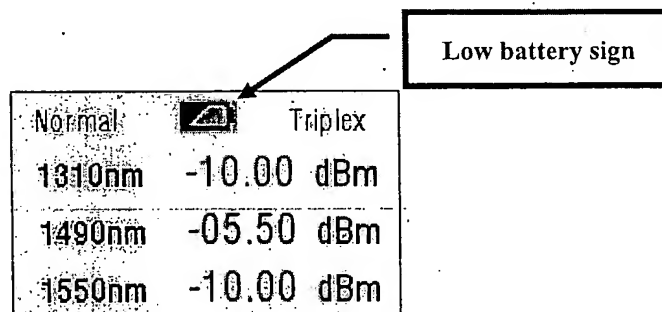 Low battery sign
Normal Triplex
1310nm -10.00 dBm
1490nm -05.50 dBm
1550nm -10.00 dBm